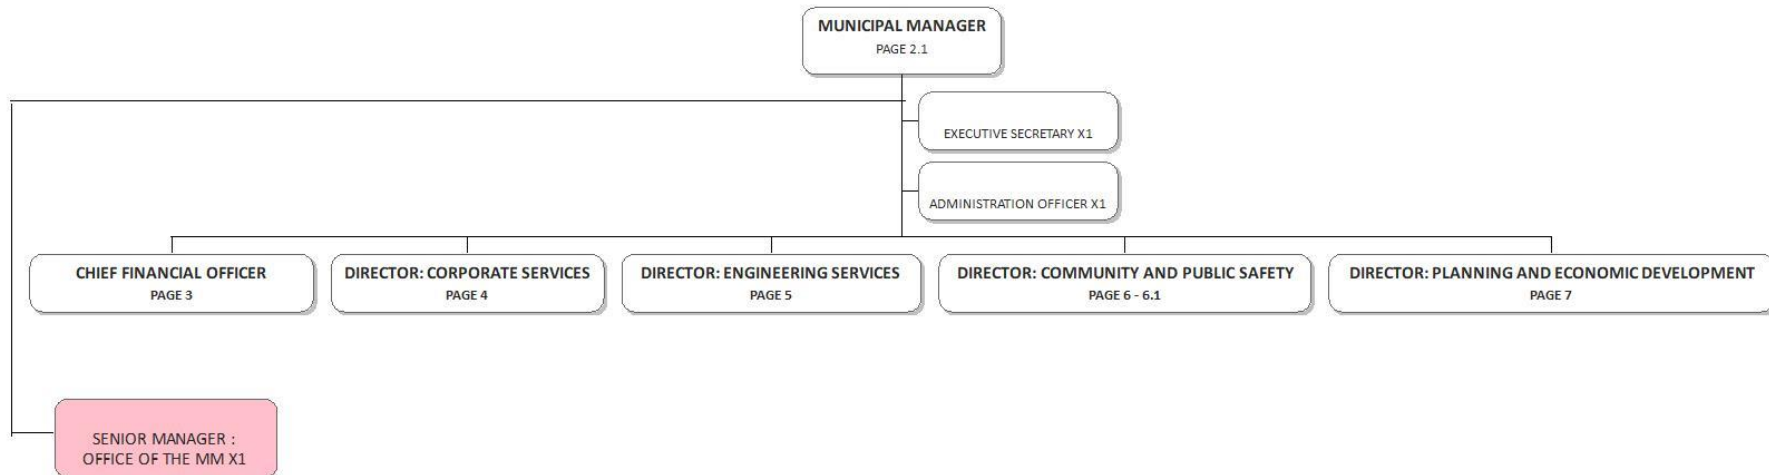 MUNICIPAL MANAGER
PAGE 2.1
EXECUTIVE SECRETARY X1
ADMINISTRATION OFFICER X1
CHIEF FINANCIAL OFFICER
PAGE 3
DIRECTOR: CORPORATE SERVICES
PAGE 4
DIRECTOR: ENGINEERING SERVICES
PAGE 5
DIRECTOR: COMMUNITY AND PUBLIC SAFETY
PAGE 6 - 6.1
DIRECTOR: PLANNING AND ECONOMIC DEVELOPMENT
PAGE 7
SENIOR MANAGER :
OFFICE OF THE MM X1